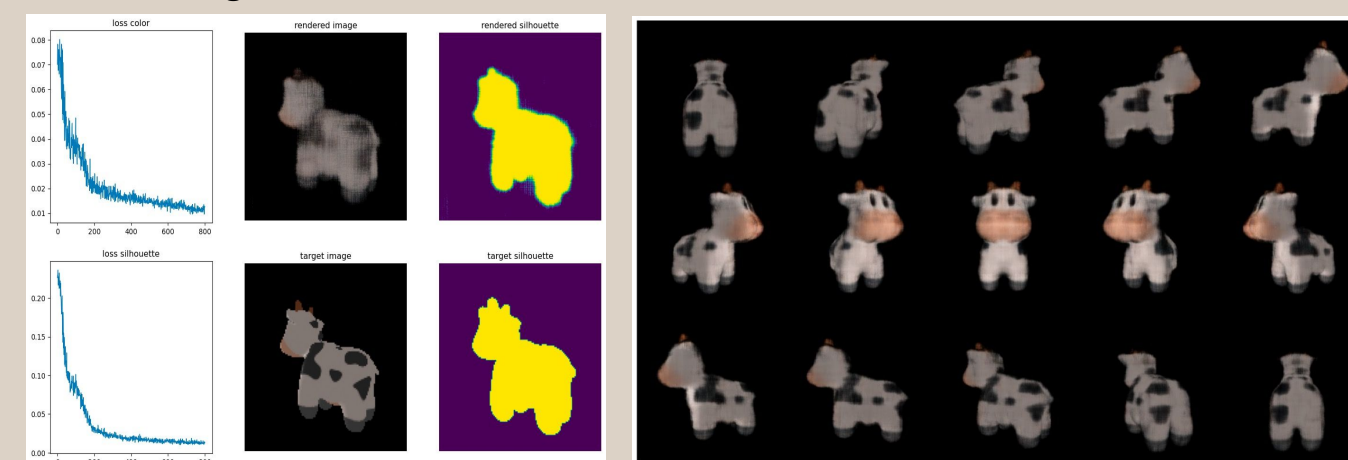 loss color
rendered image
rendered silhouette
0.08
0.07
0.06
0.05
0.04
0.03
0.02
0.01
0 200 400 600 800
loss silhouette
target image
target silhouette
0.20
0.15
0.10
0.05
0.00